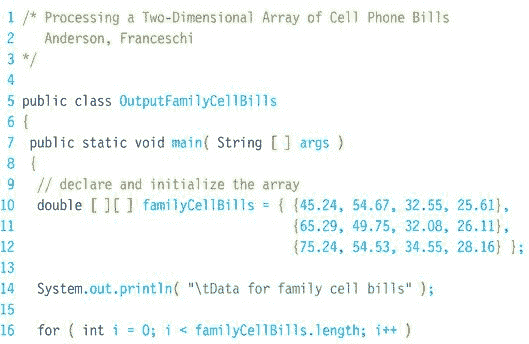 1 /* Processing a Two-Dimensional Array of Cell Phone Bills
2 Anderson, Franceschi
3 */
4
5 public class OutputFamilyCellBills
6 {
7 public static void main( String [ ] args )
8 {
9 // declare and initialize the array
10 double [ ][ ] familyCellBills = { {45.24, 54.67, 32.55, 25.61},
11 {65.29, 49.75, 32.08, 26.11},
12 {75.24, 54.53, 34.55, 28.16} };
13
14 System.out.println( "\tData for family cell bills" );
15
16 for ( int i = 0; i < familyCellBills.length; i++ )